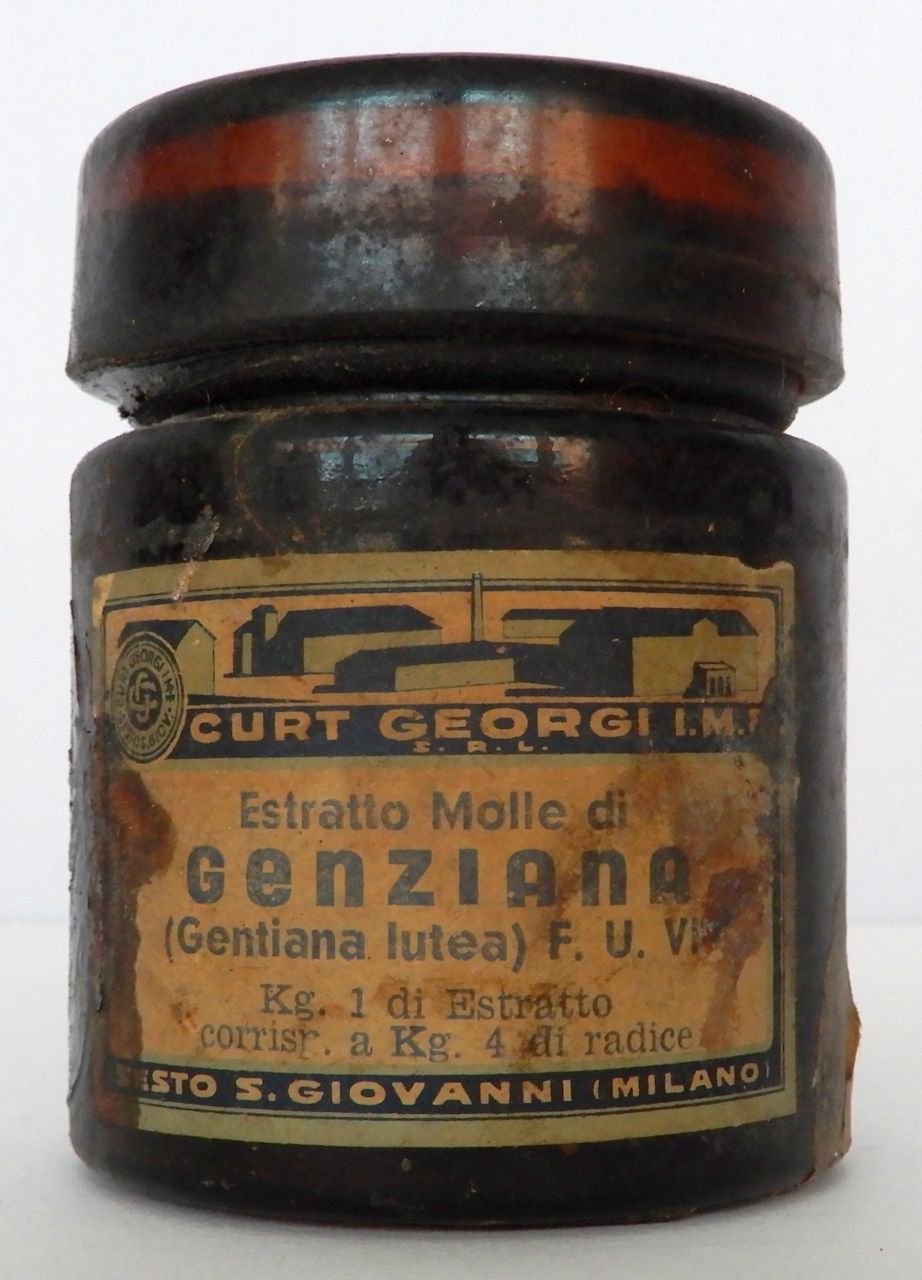 CURT GEORGI I.M.
S. R. L.
Estratto Molle di
GENZIANA
(Gentiana lutea) F. U. VI
Kg. 1 di Estratto
corrisp. a Kg. 4 di radice
SESTO S. GIOVANNI (MILANO)